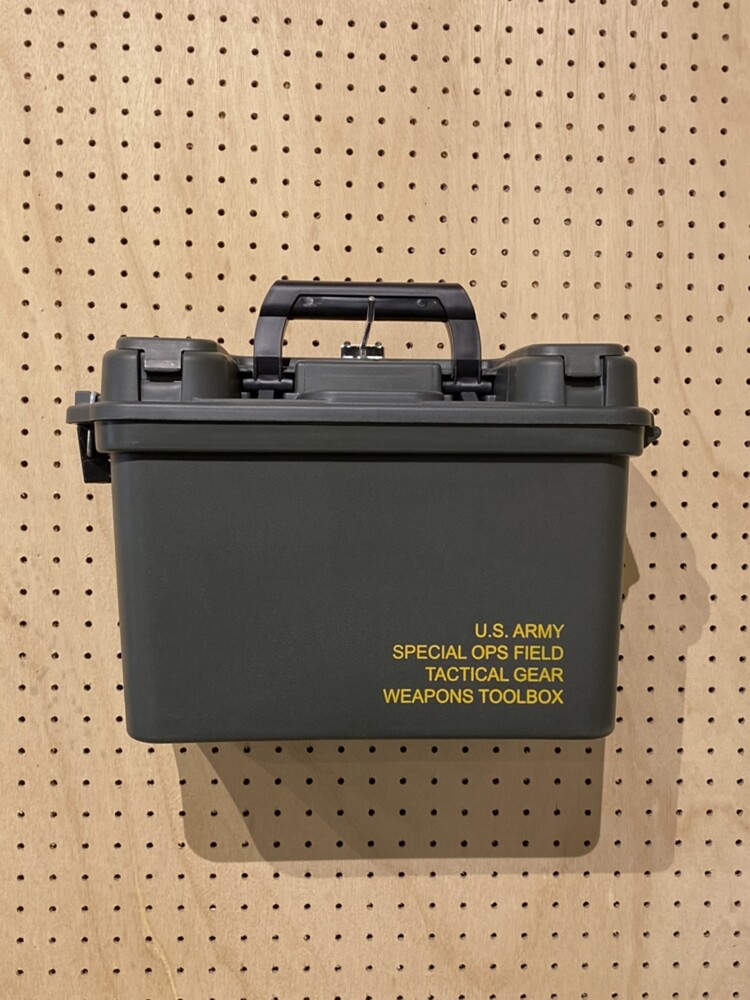 U.S. ARMY
SPECIAL OPS FIELD
TACTICAL GEAR
WEAPONS TOOLBOX